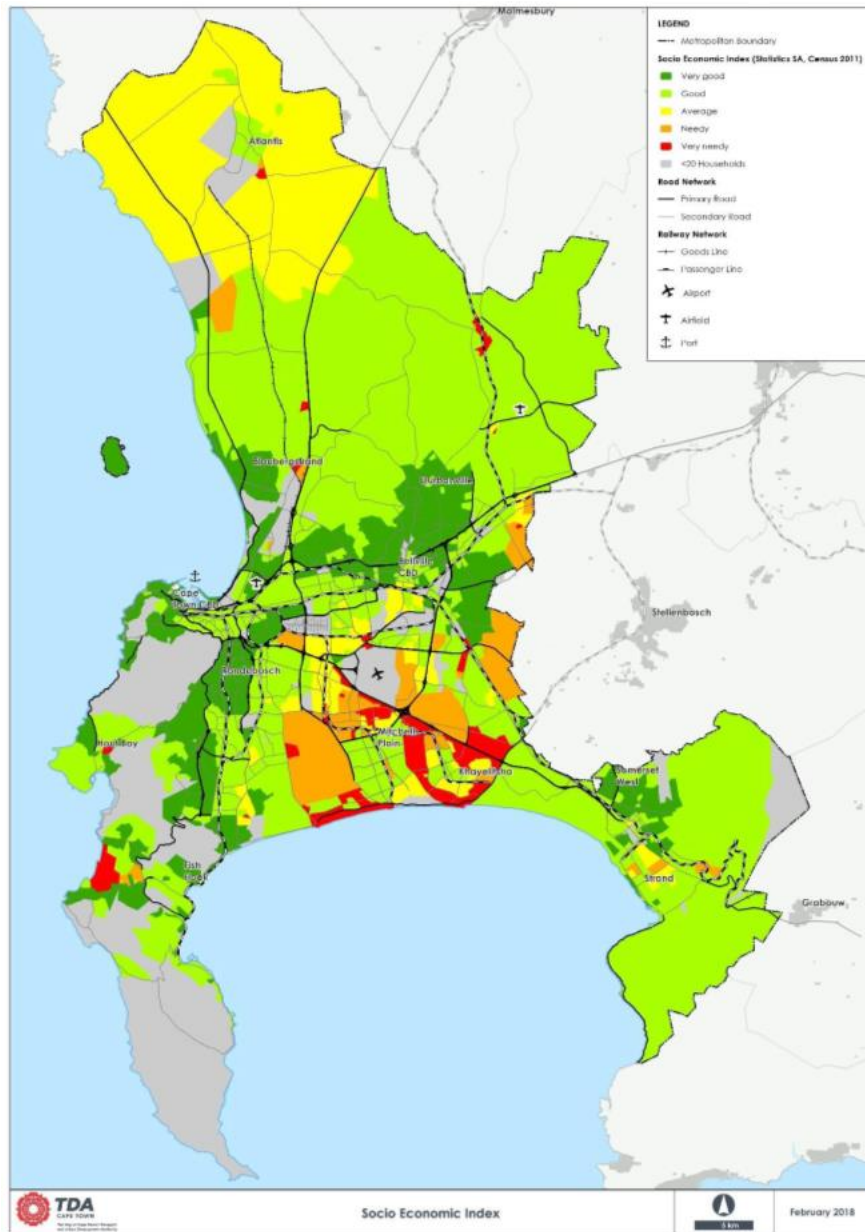 Malmesbury
LEGEND
Metropolitan Boundary
Socio Economic Index (Statistics SA, Census 2011)
Very good
Good
Average
Needy
Very needy
<20 Households
Road Network
Primary Road
Secondary Road
Railway Network
Goods Line
Passenger Line
Airport
Airfield
Port
Atlantis
Blaubergstrand
Durbanville
Bellville
CBD
Cape
Town CBD
Stellenbosch
Rondebosch
Mitchells
Plain
Hout Bay
Khayelitsha
Somerset
West
Fish
Hoek
Strand
Grabouw
TDA
CAPE TOWN
Socio Economic Index
5 km
February 2018